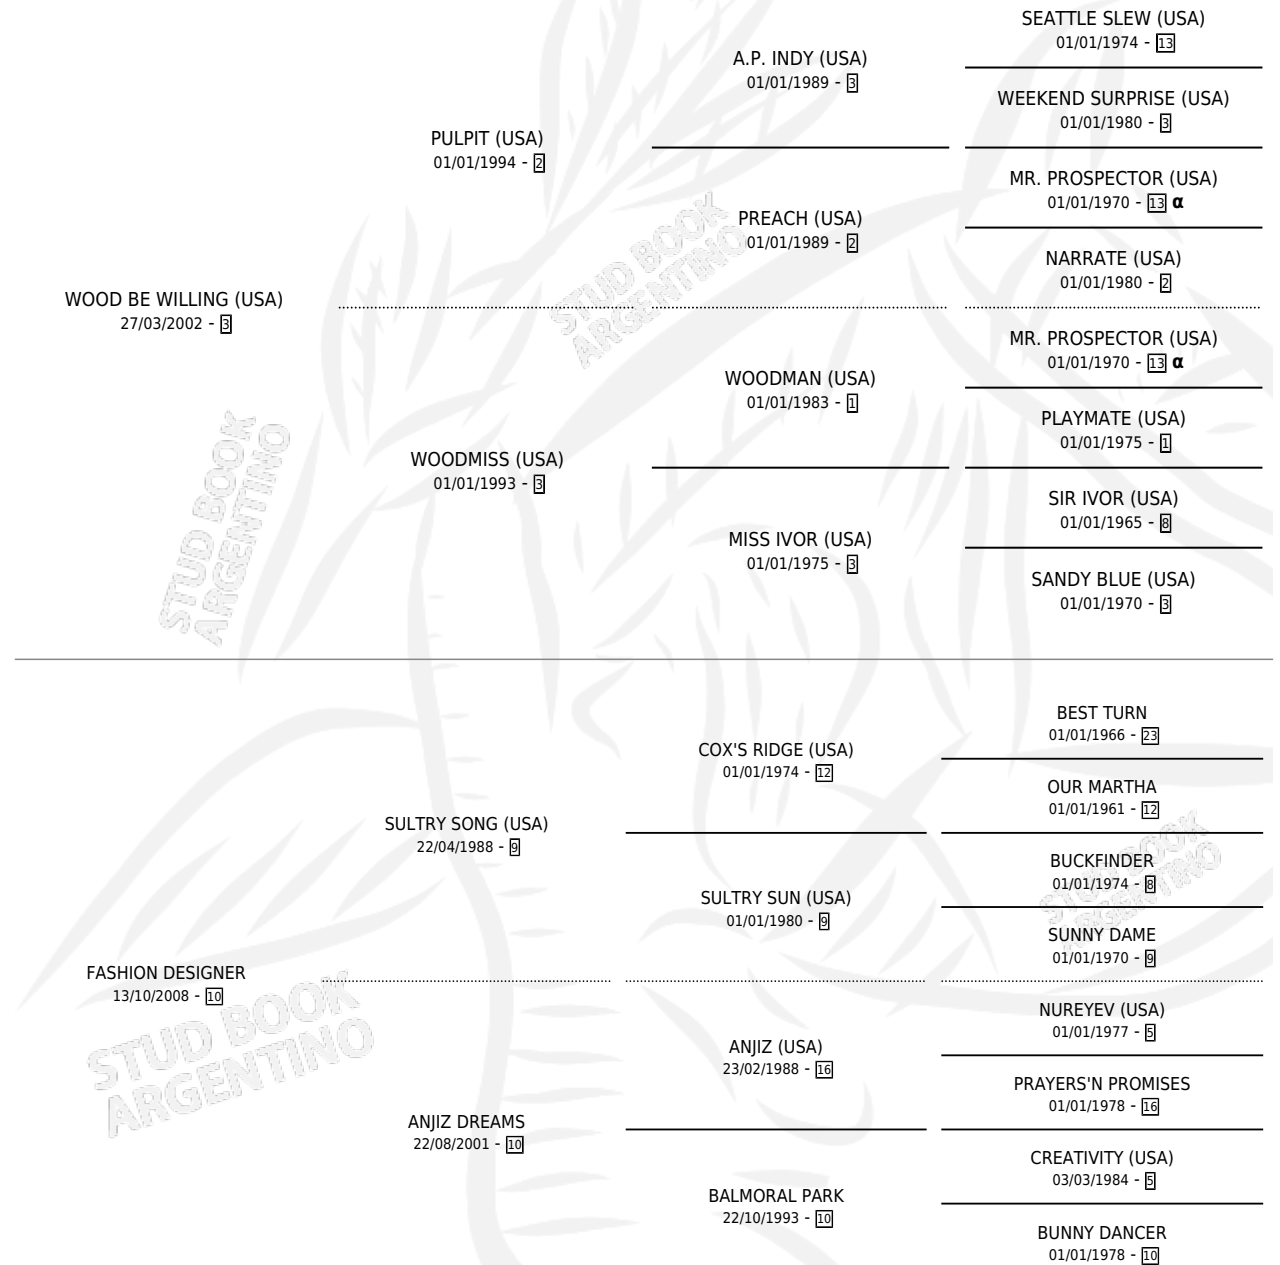 SEATTLE SLEW (USA)
01/01/1974 - 13
A.P. INDY (USA)
01/01/1989 - 3
WEEKEND SURPRISE (USA)
01/01/1980 - 3
PULPIT (USA)
01/01/1994 - 2
MR. PROSPECTOR (USA)
01/01/1970 - 13 α
PREACH (USA)
01/01/1989 - 2
NARRATE (USA)
01/01/1980 - 2
WOOD BE WILLING (USA)
27/03/2002 - 3
MR. PROSPECTOR (USA)
01/01/1970 - 13 α
WOODMAN (USA)
01/01/1983 - 1
PLAYMATE (USA)
01/01/1975 - 1
WOODMISS (USA)
01/01/1993 - 3
SIR IVOR (USA)
01/01/1965 - 8
MISS IVOR (USA)
01/01/1975 - 3
SANDY BLUE (USA)
01/01/1970 - 3
BEST TURN
01/01/1966 - 23
COX'S RIDGE (USA)
01/01/1974 - 12
OUR MARTHA
01/01/1961 - 12
SULTRY SONG (USA)
22/04/1988 - 9
BUCKFINDER
01/01/1974 - 8
SULTRY SUN (USA)
01/01/1980 - 9
SUNNY DAME
01/01/1970 - 9
FASHION DESIGNER
13/10/2008 - 10
NUREYEV (USA)
01/01/1977 - 5
ANJIZ (USA)
23/02/1988 - 16
PRAYERS'N PROMISES
01/01/1978 - 16
ANJIZ DREAMS
22/08/2001 - 10
CREATIVITY (USA)
03/03/1984 - 5
BALMORAL PARK
22/10/1993 - 10
BUNNY DANCER
01/01/1978 - 10
STUD BOOK
ARGENTINO
STUD BOOK
ARGENTINO
STUD BOOK
ARGENTINO
STUD BOOK
ARGENTINO